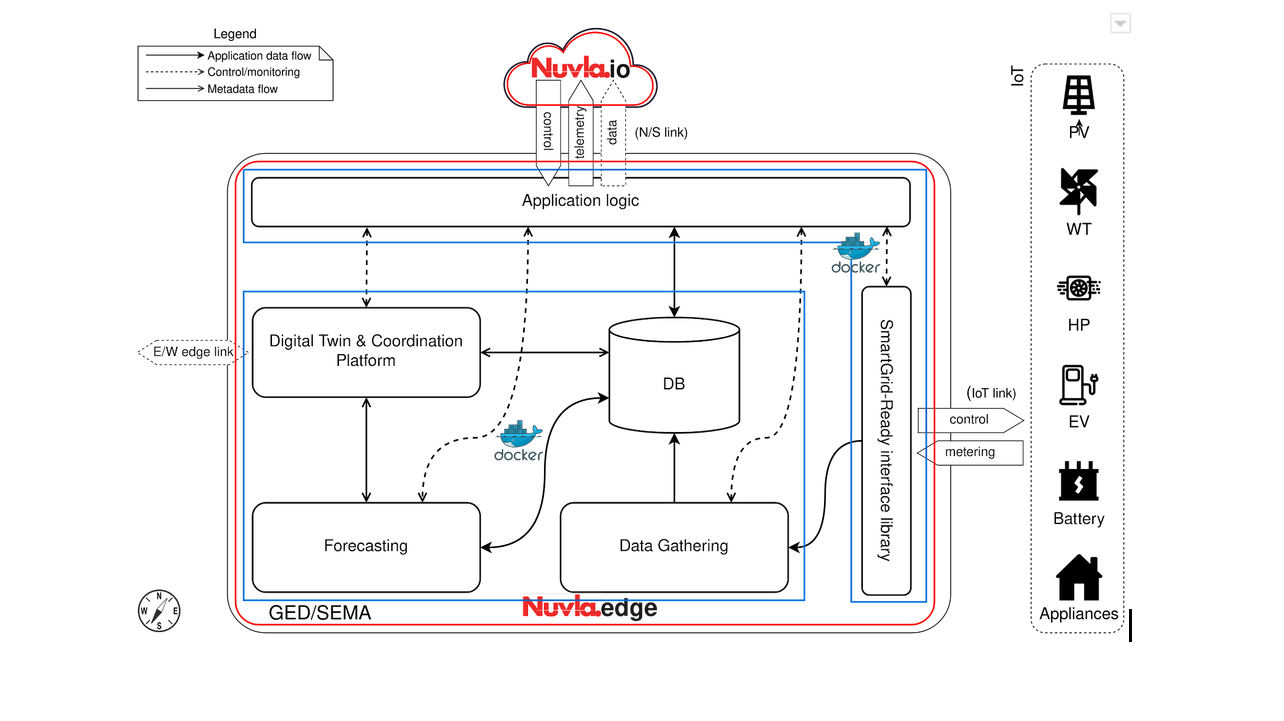 Legend
Application data flow
Control/monitoring
Metadata flow
Nuvla.io
control
telemetry
data
(N/S link)
Application logic
docker
Digital Twin & Coordination
Platform
E/W edge link
DB
SmartGrid-Ready interface library
docker
Forecasting
Data Gathering
GED/SEMA
Nuvla.edge
N
W E
S
(IoT link)
control
metering
IoT
PV
WT
HP
EV
Battery
Appliances